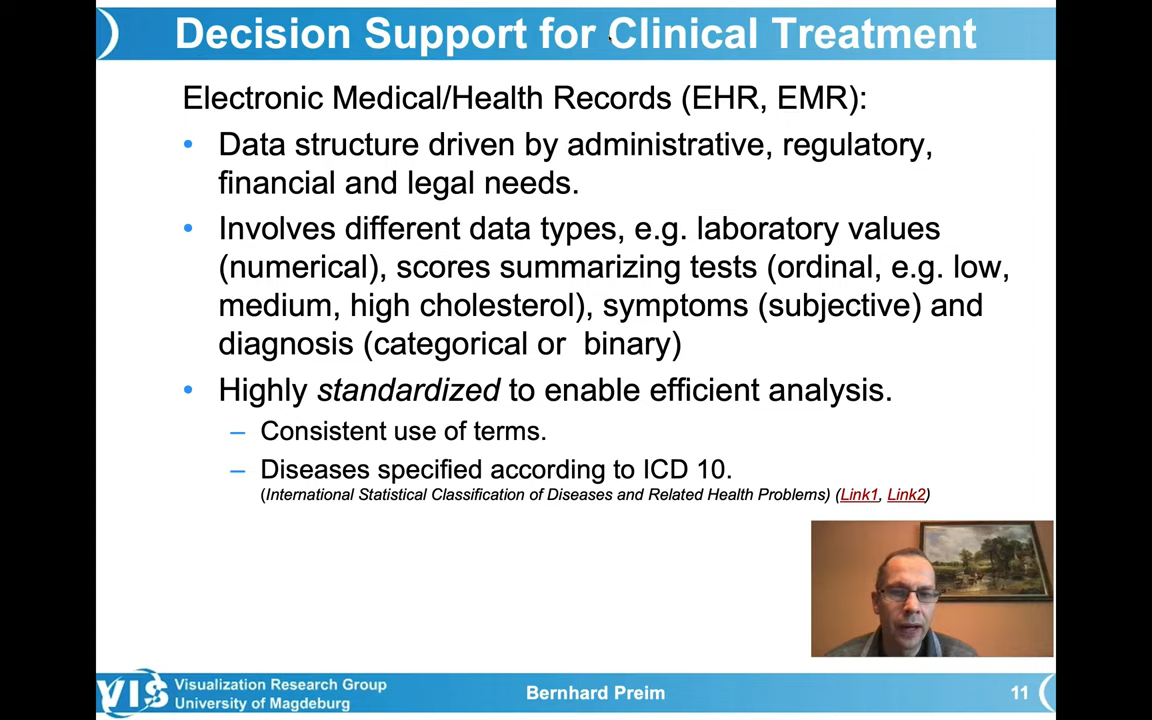 Decision Support for Clinical Treatment
Electronic Medical/Health Records (EHR, EMR):
• Data structure driven by administrative, regulatory,
financial and legal needs.
• Involves different data types, e.g. laboratory values
(numerical), scores summarizing tests (ordinal, e.g. low,
medium, high cholesterol), symptoms (subjective) and
diagnosis (categorical or binary)
• Highly standardized to enable efficient analysis.
– Consistent use of terms.
– Diseases specified according to ICD 10.
(International Statistical Classification of Diseases and Related Health Problems) (Link1, Link2)
VIS
Visualization Research Group
University of Magdeburg
Bernhard Preim
11